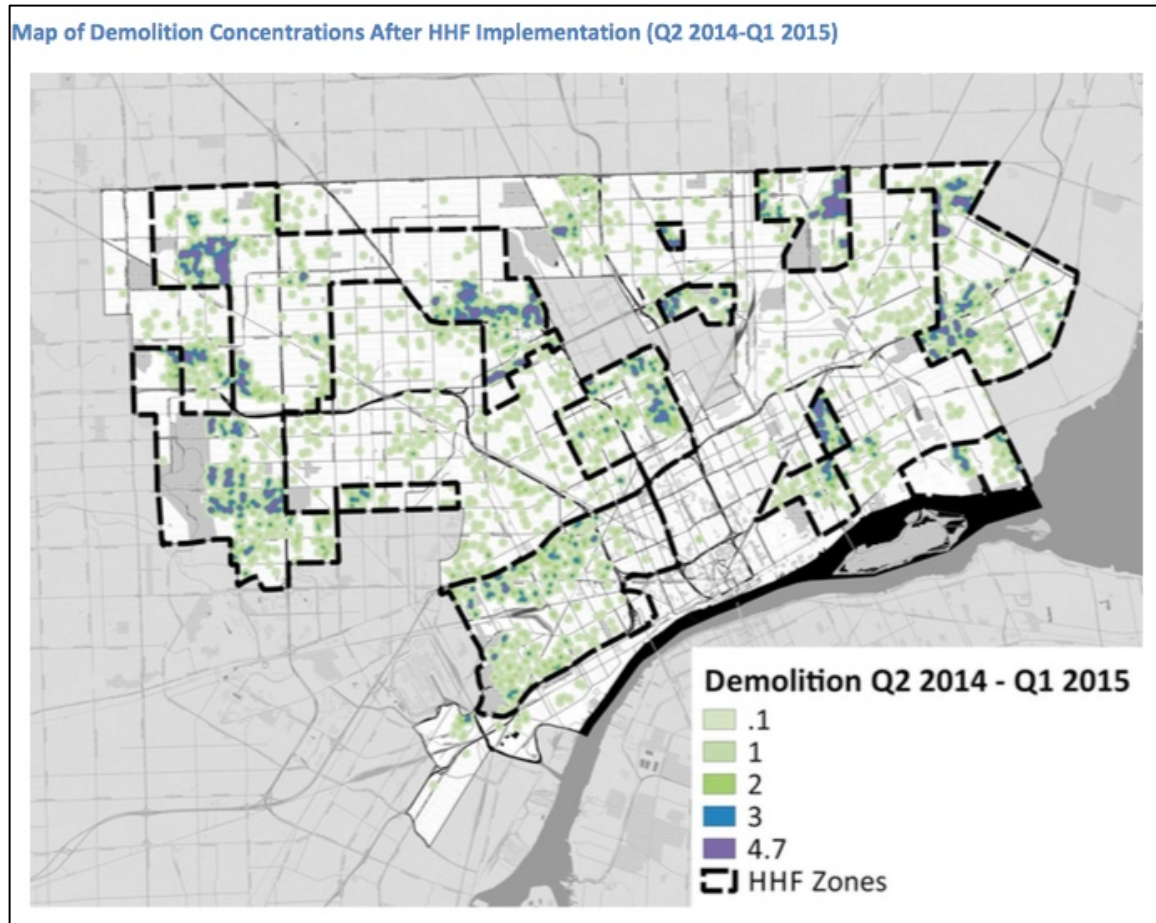 Map of Demolition Concentrations After HHF Implementation (Q2 2014-Q1 2015)
Demolition Q2 2014 - Q1 2015
.1
1
2
3
4.7
HHF Zones